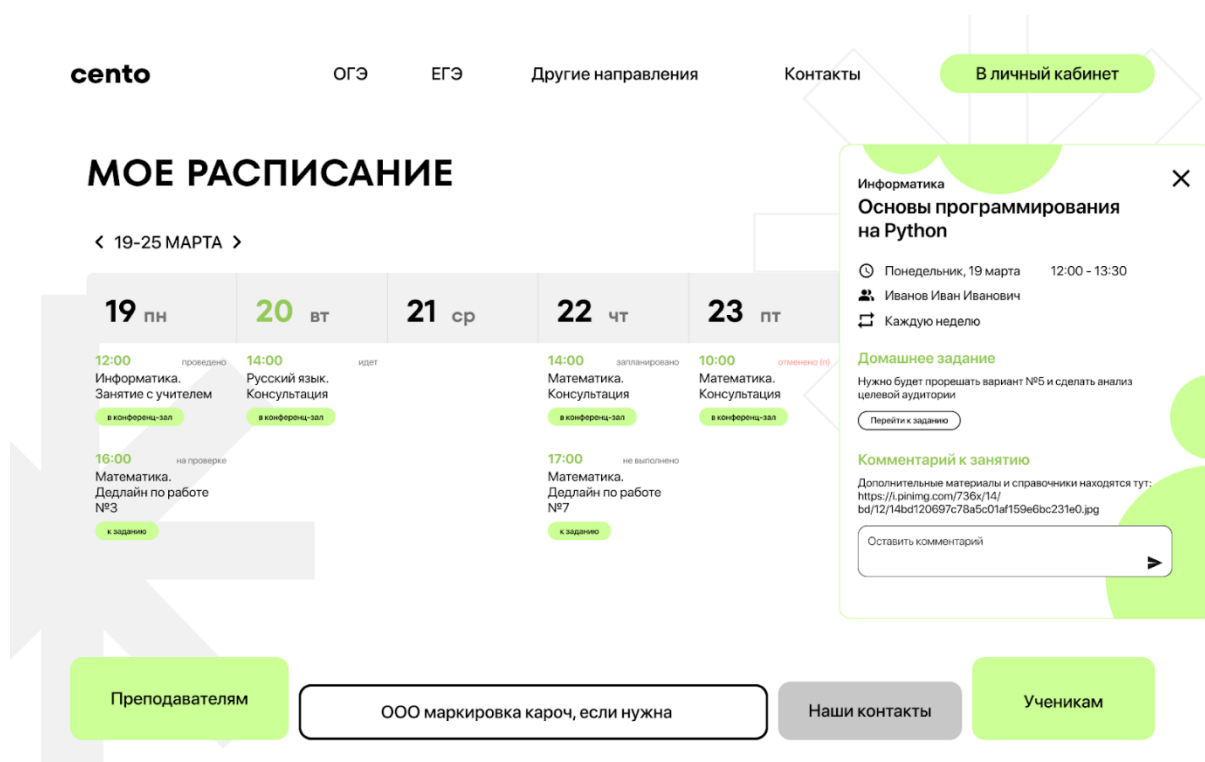 cento
ОГЭ
ЕГЭ
Другие направления
Контакты
В личный кабинет
МОЕ РАСПИСАНИЕ
< 19-25 МАРТА >
19 пн
20 вт
21 ср
22 чт
23 пт
12:00 проведено
Информатика.
Занятие с учителем
в конференц-зал
16:00 на проверке
Математика.
Дедлайн по работе
№3
к заданию
14:00 идет
Русский язык.
Консультация
в конференц-зал
14:00 запланировано
Математика.
Консультация
в конференц-зал
17:00 не выполнено
Математика.
Дедлайн по работе
№7
к заданию
10:00 отменено (п)
Математика.
Консультация
в конференц-зал
Информатика
Основы программирования
на Python
Понедельник, 19 марта 12:00 - 13:30
Иванов Иван Иванович
Каждую неделю
Домашнее задание
Нужно будет прорешать вариант №5 и сделать анализ
целевой аудитории
Перейти к заданию
Комментарий к занятию
Дополнительные материалы и справочники находятся тут:
https://i.pinimg.com/736x/14/
bd/12/14bd120697c78a5c01af159e6bc231e0.jpg
Оставить комментарий
Преподавателям
ООО маркировка кароч, если нужна
Наши контакты
Ученикам